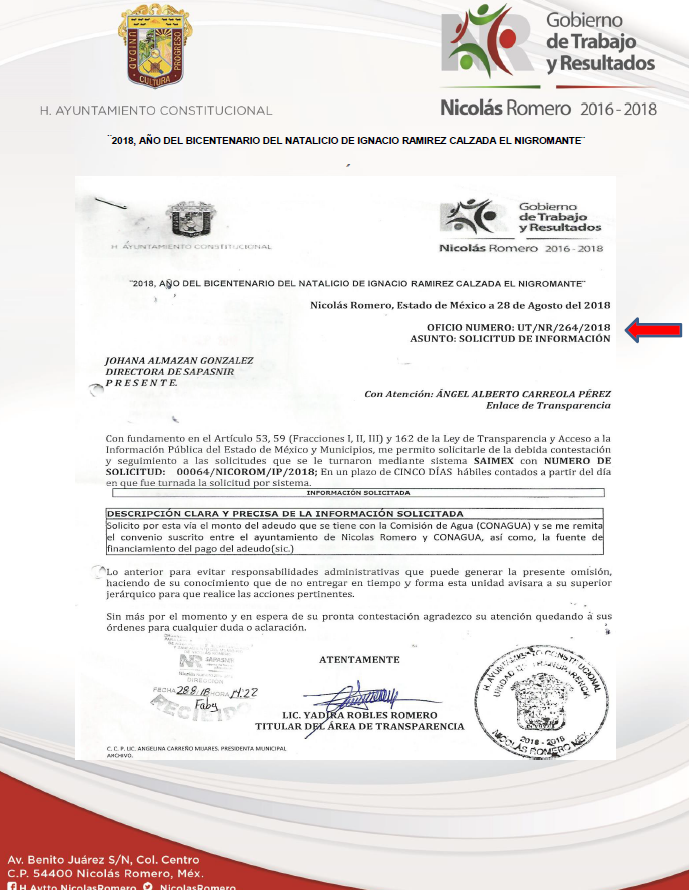 UNIDAD
PROGRESO
CULTURA
NR
Gobierno
de Trabajo
y Resultados
H. AYUNTAMIENTO CONSTITUCIONAL
Nicolás Romero 2016-2018
¨2018, AÑO DEL BICENTENARIO DEL NATALICIO DE IGNACIO RAMIREZ CALZADA EL NIGROMANTE¨
Gobierno
de Trabajo
y Resultados
H. AYUNTAMIENTO CONSTITUCIONAL
Nicolás Romero 2016-2018
¨2018, AÑO DEL BICENTENARIO DEL NATALICIO DE IGNACIO RAMIREZ CALZADA EL NIGROMANTE¨
Nicolás Romero, Estado de México a 28 de Agosto del 2018
OFICIO NUMERO: UT/NR/264/2018
ASUNTO: SOLICITUD DE INFORMACIÓN
JOHANA ALMAZAN GONZALEZ
DIRECTORA DE SAPASNIR
P R E S E N T E.
Con Atención: ÁNGEL ALBERTO CARREOLA PÉREZ
Enlace de Transparencia
Con fundamento en el Artículo 53, 59 (Fracciones I, II, III) y 162 de la Ley de Transparencia y Acceso a la
Información Pública del Estado de México y Municipios, me permito solicitarle de la debida contestación
y seguimiento a las solicitudes que se le turnaron mediante sistema SAIMEX con NUMERO DE
SOLICITUD: 00064/NICOROM/IP/2018; En un plazo de CINCO DÍAS hábiles contados a partir del día
en que fue turnada la solicitud por sistema.
INFORMACIÓN SOLICITADA
DESCRIPCIÓN CLARA Y PRECISA DE LA INFORMACIÓN SOLICITADA
Solicito por esta vía el monto del adeudo que se tiene con la Comisión de Agua (CONAGUA) y se me remita
el convenio suscrito entre el ayuntamiento de Nicolas Romero y CONAGUA, así como, la fuente de
financiamiento del pago del adeudo(sic.)
Lo anterior para evitar responsabilidades administrativas que puede generar la presente omisión,
haciendo de su conocimiento que de no entregar en tiempo y forma esta unidad avisara a su superior
jerárquico para que realice las acciones pertinentes.
Sin más por el momento y en espera de su pronta contestación agradezco su atención quedando a sus
órdenes para cualquier duda o aclaración.
SAPASNIR
DIRECCION
FECHA 28 8 18 HORA 14:22
Faby
RECIBIDO
ATENTAMENTE
LIC. YADIRA ROBLES ROMERO
TITULAR DEL ÁREA DE TRANSPARENCIA
H. AYUNTAMIENTO CONSTITUCIONAL
UNIDAD DE TRANSPARENCIA
2016 - 2018
NICOLÁS ROMERO MEX.
C. C. P. LIC. ANGELINA CARREÑO MIJARES. PRESIDENTA MUNICIPAL
ARCHIVO.
Av. Benito Juárez S/N, Col. Centro
C.P. 54400 Nicolás Romero, Méx.
H Aytto NicolasRomero NicolasRomero